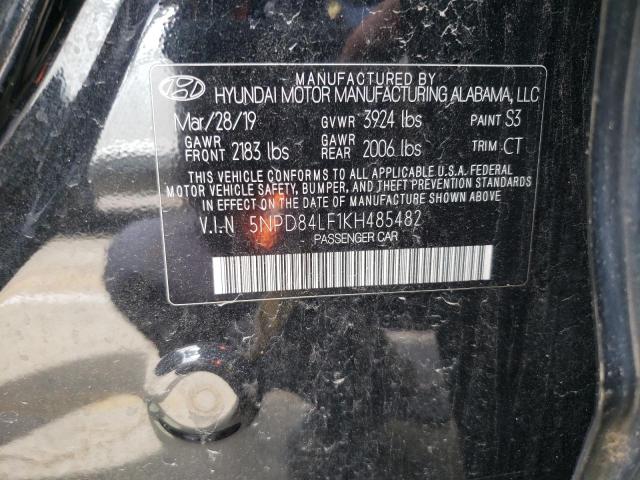 MANUFACTURED BY
HYUNDAI MOTOR MANUFACTURING ALABAMA, LLC
Mar/28/19 GVWR 3924 lbs PAINT S3
GAWR FRONT 2183 lbs GAWR REAR 2006 lbs TRIM CT
THIS VEHICLE CONFORMS TO ALL APPLICABLE U.S.A. FEDERAL
MOTOR VEHICLE SAFETY, BUMPER, AND THEFT PREVENTION STANDARDS
IN EFFECT ON THE DATE OF MANUFACTURE SHOWN ABOVE
V.I.N 5NPD84LF1KH485482
PASSENGER CAR